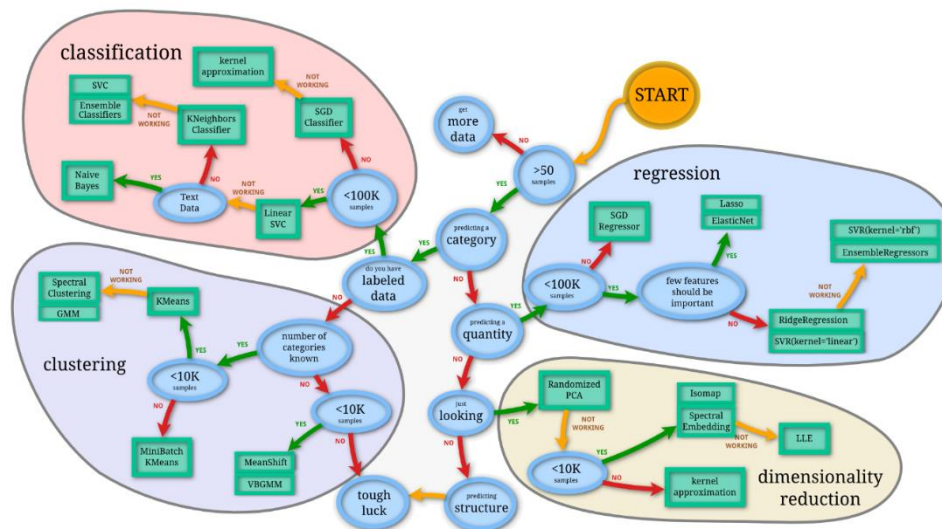 classification
kernel
approximation
NOT
WORKING
SVC
Ensemble
Classifiers
NOT
WORKING
KNeighbors
Classifier
SGD
Classifier
NO
NO
YES
Naive
Bayes
Text
Data
NOT
WORKING
Linear
SVC
YES
<100K
samples
YES
START
get
more
data
NO
>50
samples
YES
predicting a
category
YES
do you have
labeled
data
NO
NO
regression
SGD
Regressor
NO
Lasso
ElasticNet
YES
SVR(kernel='rbf')
EnsembleRegressors
<100K
samples
YES
few features
should be
important
NOT
WORKING
NO
RidgeRegression
SVR(kernel='linear')
predicting a
quantity
YES
NO
clustering
Spectral
Clustering
GMM
NOT
WORKING
KMeans
YES
number of
categories
known
YES
NO
<10K
samples
NO
MiniBatch
KMeans
<10K
samples
YES
NO
MeanShift
VBGMM
just
looking
YES
NO
tough
luck
predicting
structure
Randomized
PCA
NOT
WORKING
Isomap
Spectral
Embedding
YES
NOT
WORKING
LLE
<10K
samples
NO
kernel
approximation
dimensionality
reduction